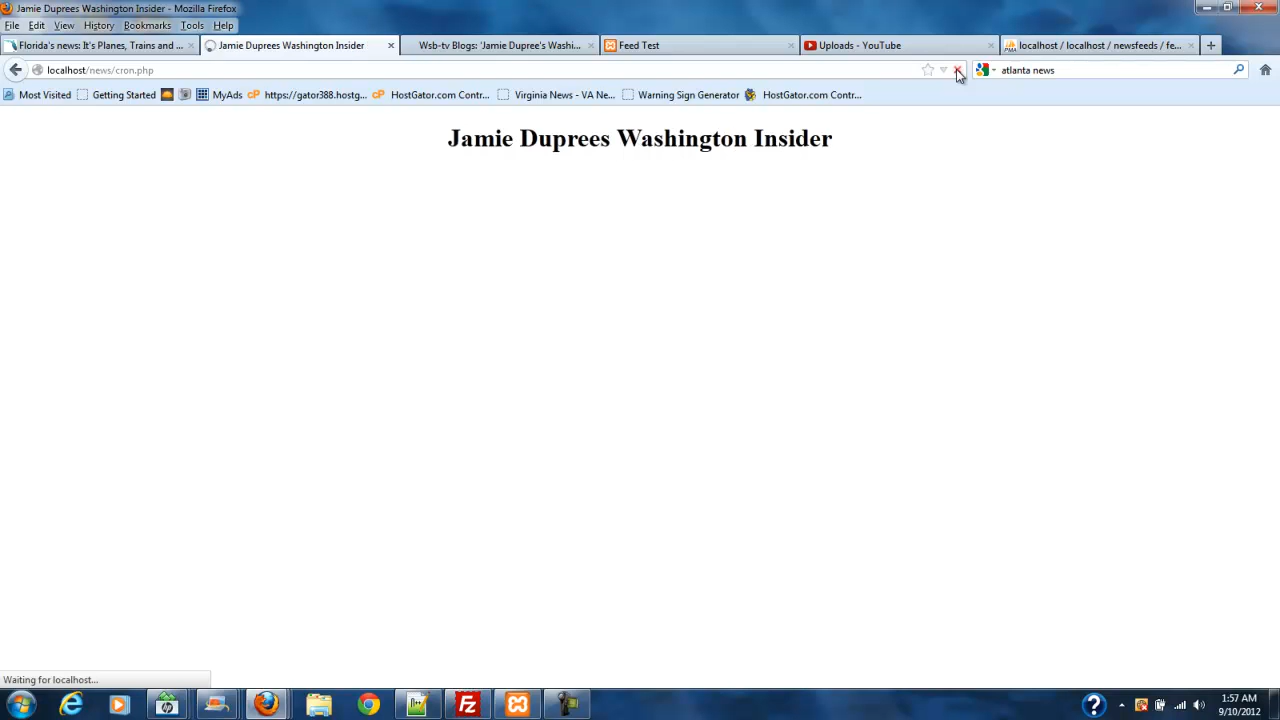 Jamie Duprees Washington Insider - Mozilla Firefox
File Edit View History Bookmarks Tools Help
Florida's news: It's Planes, Trains and ...
Jamie Duprees Washington Insider
Wsb-tv Blogs: 'Jamie Dupree's Washi...
Feed Test
Uploads - YouTube
localhost / localhost / newsfeeds / fe...
localhost/news/cron.php
atlanta news
Most Visited Getting Started MyAds cP https://gator388.hostg... cP HostGator.com Contr... Virginia News - VA Ne... Warning Sign Generator HostGator.com Contr...
Jamie Duprees Washington Insider
Waiting for localhost...
1:57 AM
9/10/2012